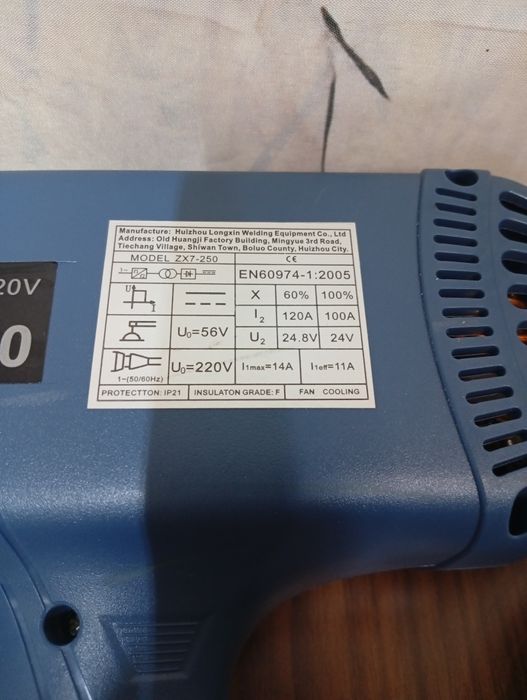 Manufacture: Huizhou Longxin Welding Equipment Co., Ltd
Address: Old Huangji Factory Building, Mingyue 3rd Road,
Tiechang Village, Shiwan Town, Boluo County, Huizhou City.
MODEL ZX7-250 CE
1~ EN60974-1:2005
U I X 60% 100%
I2 120A 100A
U0=56V U2 24.8V 24V
1~(50/60Hz) U0=220V I1max=14A I1eff=11A
PROTECTTON: IP21 INSULATON GRADE: F FAN COOLING
20V
0